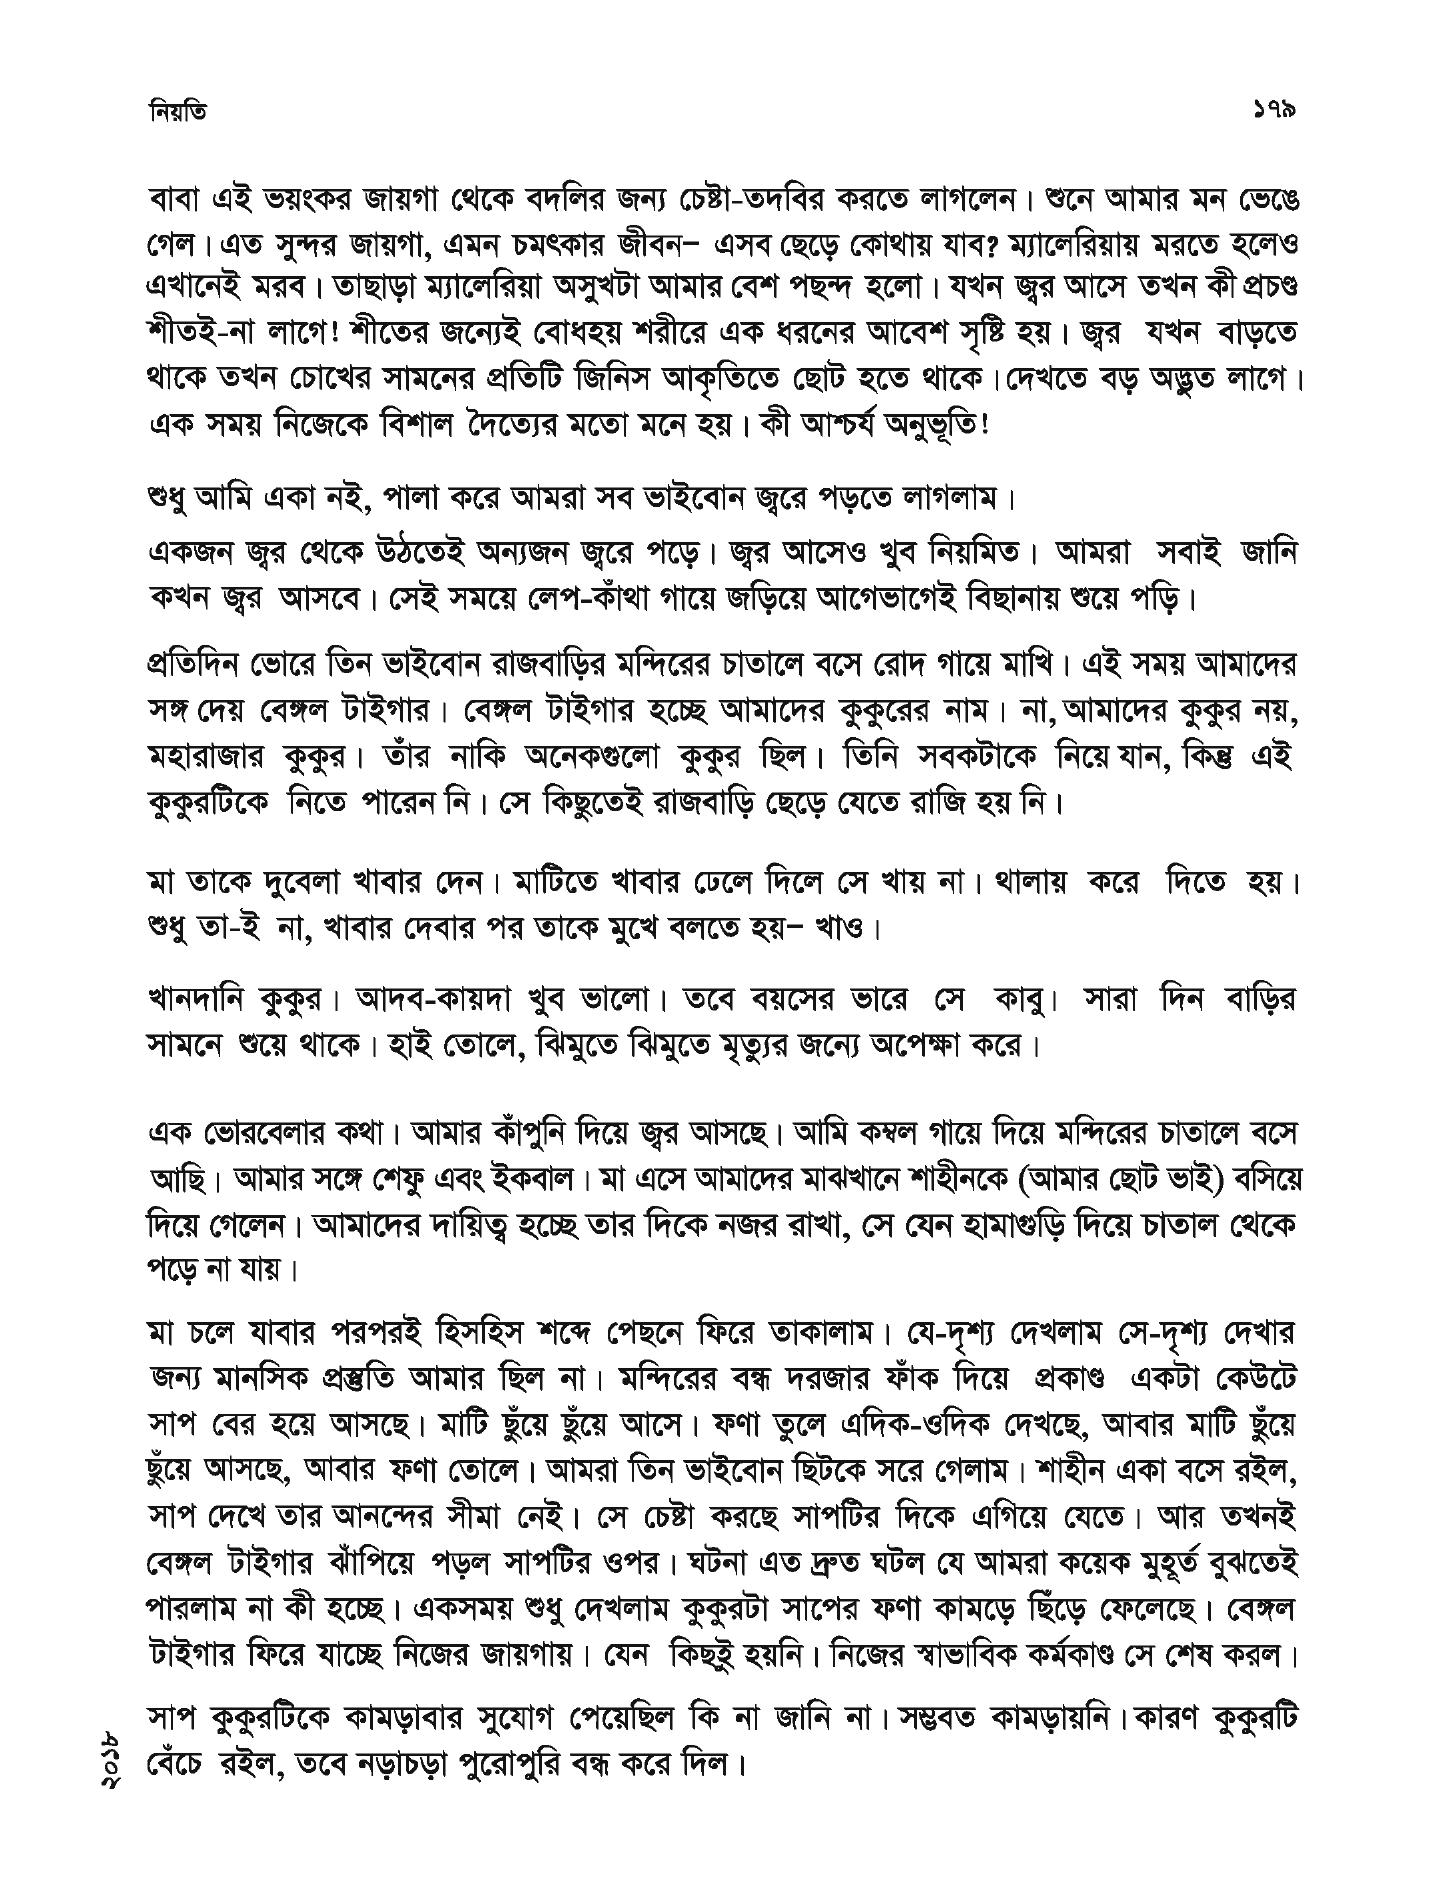 নিয়তি
১৭৯
বাবা এই ভয়ংকর জায়গা থেকে বদলির জন্য চেষ্টা-তদবির করতে লাগলেন। শুনে আমার মন ভেঙে
গেল। এত সুন্দর জায়গা, এমন চমৎকার জীবন– এসব ছেড়ে কোথায় যাব? ম্যালেরিয়ায় মরতে হলেও
এখানেই মরব। তাছাড়া ম্যালেরিয়া অসুখটা আমার বেশ পছন্দ হলো। যখন জ্বর আসে তখন কী প্রচণ্ড
শীতই-না লাগে! শীতের জন্যেই বোধহয় শরীরে এক ধরনের আবেশ সৃষ্টি হয়। জ্বর যখন বাড়তে
থাকে তখন চোখের সামনের প্রতিটি জিনিস আকৃতিতে ছোট হতে থাকে। দেখতে বড় অদ্ভুত লাগে।
এক সময় নিজেকে বিশাল দৈত্যের মতো মনে হয়। কী আশ্চর্য অনুভূতি!
শুধু আমি একা নই, পালা করে আমরা সব ভাইবোন জ্বরে পড়তে লাগলাম।
একজন জ্বর থেকে উঠতেই অন্যজন জ্বরে পড়ে। জ্বর আসেও খুব নিয়মিত। আমরা সবাই জানি
কখন জ্বর আসবে। সেই সময়ে লেপ-কাঁথা গায়ে জড়িয়ে আগেভাগেই বিছানায় শুয়ে পড়ি।
প্রতিদিন ভোরে তিন ভাইবোন রাজবাড়ির মন্দিরের চাতালে বসে রোদ গায়ে মাখি। এই সময় আমাদের
সঙ্গ দেয় বেঙ্গল টাইগার। বেঙ্গল টাইগার হচ্ছে আমাদের কুকুরের নাম। না, আমাদের কুকুর নয়,
মহারাজার কুকুর। তাঁর নাকি অনেকগুলো কুকুর ছিল। তিনি সবকটাকে নিয়ে যান, কিন্তু এই
কুকুরটিকে নিতে পারেন নি। সে কিছুতেই রাজবাড়ি ছেড়ে যেতে রাজি হয় নি।
মা তাকে দুবেলা খাবার দেন। মাটিতে খাবার ঢেলে দিলে সে খায় না। থালায় করে দিতে হয়।
শুধু তা-ই না, খাবার দেবার পর তাকে মুখে বলতে হয়– খাও।
খানদানি কুকুর। আদব-কায়দা খুব ভালো। তবে বয়সের ভারে সে কাবু। সারা দিন বাড়ির
সামনে শুয়ে থাকে। হাই তোলে, ঝিমুতে ঝিমুতে মৃত্যুর জন্যে অপেক্ষা করে।
এক ভোরবেলার কথা। আমার কাঁপুনি দিয়ে জ্বর আসছে। আমি কম্বল গায়ে দিয়ে মন্দিরের চাতালে বসে
আছি। আমার সঙ্গে শেফু এবং ইকবাল। মা এসে আমাদের মাঝখানে শাহীনকে (আমার ছোট ভাই) বসিয়ে
দিয়ে গেলেন। আমাদের দায়িত্ব হচ্ছে তার দিকে নজর রাখা, সে যেন হামাগুড়ি দিয়ে চাতাল থেকে
পড়ে না যায়।
মা চলে যাবার পরপরই হিসহিস শব্দে পেছনে ফিরে তাকালাম। যে-দৃশ্য দেখলাম সে-দৃশ্য দেখার
জন্য মানসিক প্রস্তুতি আমার ছিল না। মন্দিরের বন্ধ দরজার ফাঁক দিয়ে প্রকাণ্ড একটা কেউটে
সাপ বের হয়ে আসছে। মাটি ছুঁয়ে ছুঁয়ে আসে। ফণা তুলে এদিক-ওদিক দেখছে, আবার মাটি ছুঁয়ে
ছুঁয়ে আসছে, আবার ফণা তোলে। আমরা তিন ভাইবোন ছিটকে সরে গেলাম। শাহীন একা বসে রইল,
সাপ দেখে তার আনন্দের সীমা নেই। সে চেষ্টা করছে সাপটির দিকে এগিয়ে যেতে। আর তখনই
বেঙ্গল টাইগার ঝাঁপিয়ে পড়ল সাপটির ওপর। ঘটনা এত দ্রুত ঘটল যে আমরা কয়েক মুহূর্ত বুঝতেই
পারলাম না কী হচ্ছে। একসময় শুধু দেখলাম কুকুরটা সাপের ফণা কামড়ে ছিঁড়ে ফেলেছে। বেঙ্গল
টাইগার ফিরে যাচ্ছে নিজের জায়গায়। যেন কিছুই হয়নি। নিজের স্বাভাবিক কর্মকাণ্ড সে শেষ করল।
সাপ কুকুরটিকে কামড়াবার সুযোগ পেয়েছিল কি না জানি না। সম্ভবত কামড়ায়নি। কারণ কুকুরটি
বেঁচে রইল, তবে নড়াচড়া পুরোপুরি বন্ধ করে দিল।
২০১৮